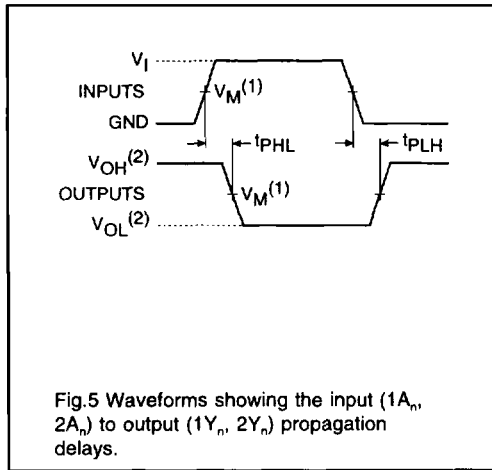 V_I
INPUTS
V_M^(1)
GND
t_PHL
t_PLH
V_OH^(2)
OUTPUTS
V_M^(1)
V_OL^(2)
Fig.5 Waveforms showing the input (1A_n,
2A_n) to output (1Y_n, 2Y_n) propagation
delays.